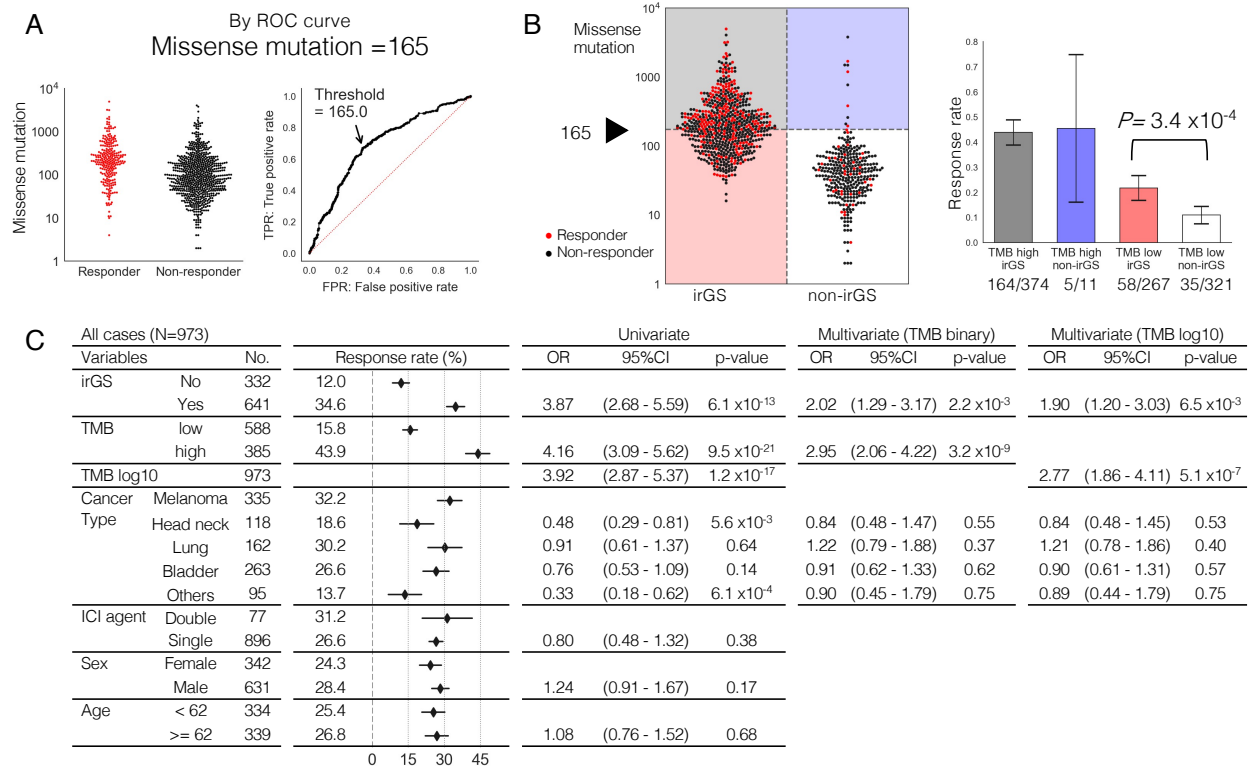 A
By ROC curve
Missense mutation =165
Missense mutation
10⁴
1000
100
10
1
Responder
Non-responder
TPR: True positive rate
1.0
0.8
0.6
0.4
0.2
0.0
Threshold
= 165.0
0.0 0.2 0.4 0.6 0.8 1.0
FPR: False positive rate
B
Missense
mutation
10⁴
1000
165
100
10
1
Responder
Non-responder
irGS
non-irGS
Response rate
0.8
0.7
0.6
0.5
0.4
0.3
0.2
0.1
0.0
P= 3.4 x10⁻⁴
TMB high
irGS
TMB high
non-irGS
TMB low
irGS
TMB low
non-irGS
164/374 5/11 58/267 35/321
C
All cases (N=973) Univariate Multivariate (TMB binary) Multivariate (TMB log10)
Variables No. Response rate (%) OR 95%CI p-value OR 95%CI p-value OR 95%CI p-value
irGS No 332 12.0
Yes 641 34.6 3.87 (2.68 - 5.59) 6.1 x10⁻¹³ 2.02 (1.29 - 3.17) 2.2 x10⁻³ 1.90 (1.20 - 3.03) 6.5 x10⁻³
TMB low 588 15.8
high 385 43.9 4.16 (3.09 - 5.62) 9.5 x10⁻²¹ 2.95 (2.06 - 4.22) 3.2 x10⁻⁹
TMB log10 973 3.92 (2.87 - 5.37) 1.2 x10⁻¹⁷ 2.77 (1.86 - 4.11) 5.1 x10⁻⁷
Cancer Melanoma 335 32.2
Type Head neck 118 18.6 0.48 (0.29 - 0.81) 5.6 x10⁻³ 0.84 (0.48 - 1.47) 0.55 0.84 (0.48 - 1.45) 0.53
Lung 162 30.2 0.91 (0.61 - 1.37) 0.64 1.22 (0.79 - 1.88) 0.37 1.21 (0.78 - 1.86) 0.40
Bladder 263 26.6 0.76 (0.53 - 1.09) 0.14 0.91 (0.62 - 1.33) 0.62 0.90 (0.61 - 1.31) 0.57
Others 95 13.7 0.33 (0.18 - 0.62) 6.1 x10⁻⁴ 0.90 (0.45 - 1.79) 0.75 0.89 (0.44 - 1.79) 0.75
ICI agent Double 77 31.2
Single 896 26.6 0.80 (0.48 - 1.32) 0.38
Sex Female 342 24.3
Male 631 28.4 1.24 (0.91 - 1.67) 0.17
Age < 62 334 25.4
>= 62 339 26.8 1.08 (0.76 - 1.52) 0.68
0 15 30 45